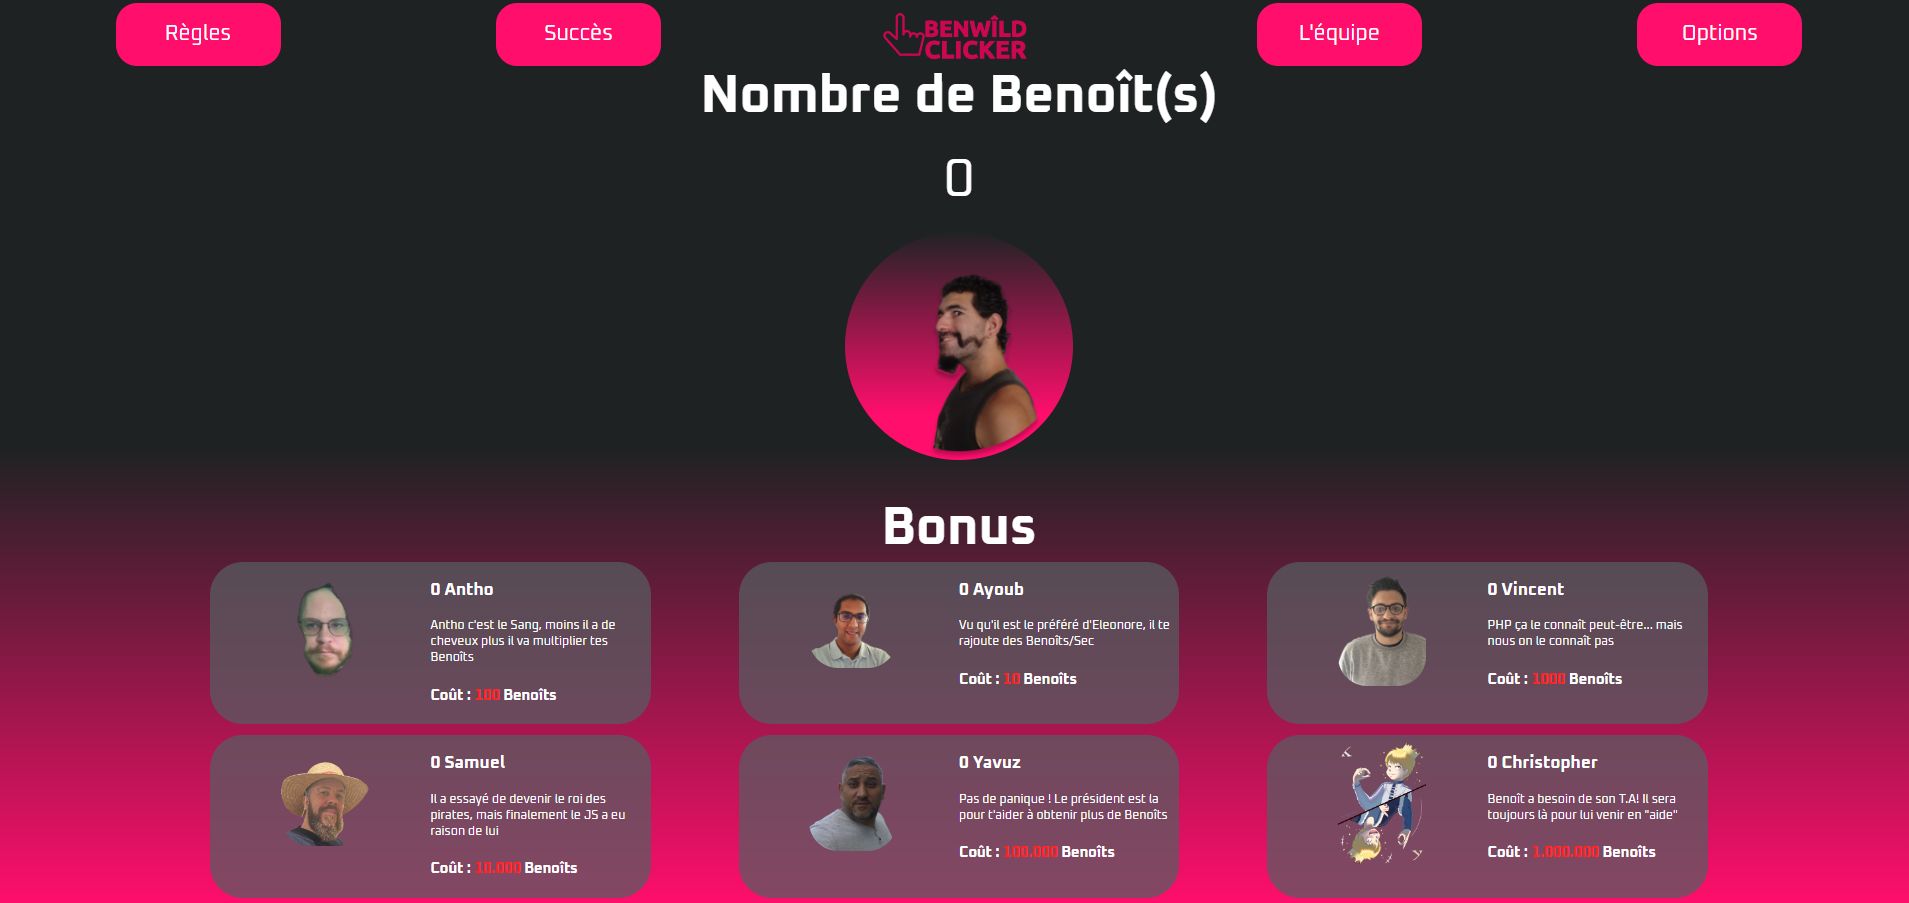 Règles
Succès
BENWÎLD
CLICKER
L'équipe
Options
Nombre de Benoît(s)
0
Bonus
0 Antho
Antho c'est le Sang, moins il a de
cheveux plus il va multiplier tes
Benoîts
Coût : 100 Benoîts
0 Ayoub
Vu qu'il est le préféré d'Eleonore, il te
rajoute des Benoîts/Sec
Coût : 10 Benoîts
0 Vincent
PHP ça le connaît peut-être... mais
nous on le connaît pas
Coût : 1000 Benoîts
0 Samuel
Il a essayé de devenir le roi des
pirates, mais finalement le JS a eu
raison de lui
Coût : 10.000 Benoîts
0 Yavuz
Pas de panique ! Le président est la
pour t'aider à obtenir plus de Benoîts
Coût : 100.000 Benoîts
K
y
0 Christopher
Benoît a besoin de son T.A! Il sera
toujours là pour lui venir en "aide"
Coût : 1.000.000 Benoîts